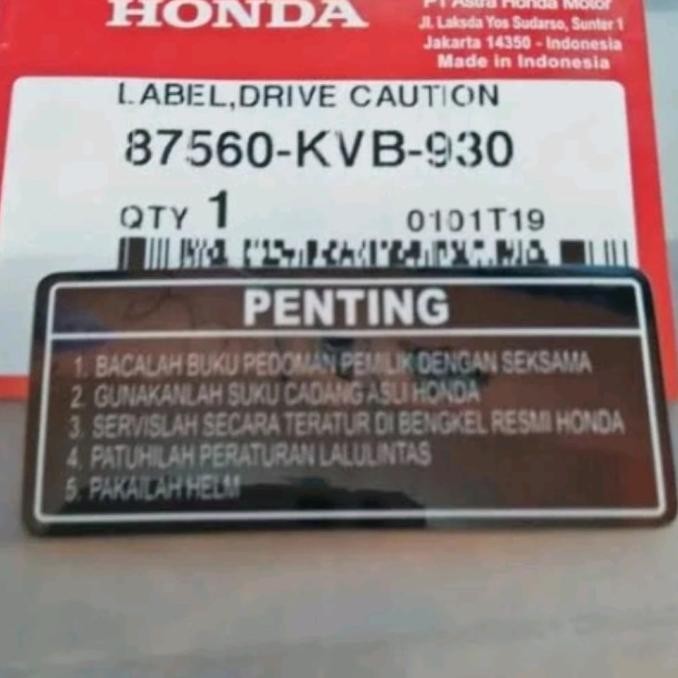 HONDA
PT Astra Honda Motor
Jl. Laksda Yos Sudarso, Sunter 1
Jakarta 14350 - Indonesia
Made in Indonesia
LABEL,DRIVE CAUTION
87560-KVB-930
QTY 1
0101T19
PENTING
1. BACALAH BUKU PEDOMAN PEMILIK DENGAN SEKSAMA
2. GUNAKANLAH SUKU CADANG ASLI HONDA
3. SERVISLAH SECARA TERATUR DI BENGKEL RESMI HONDA
4. PATUHILAH PERATURAN LALULINTAS
5. PAKAILAH HELM